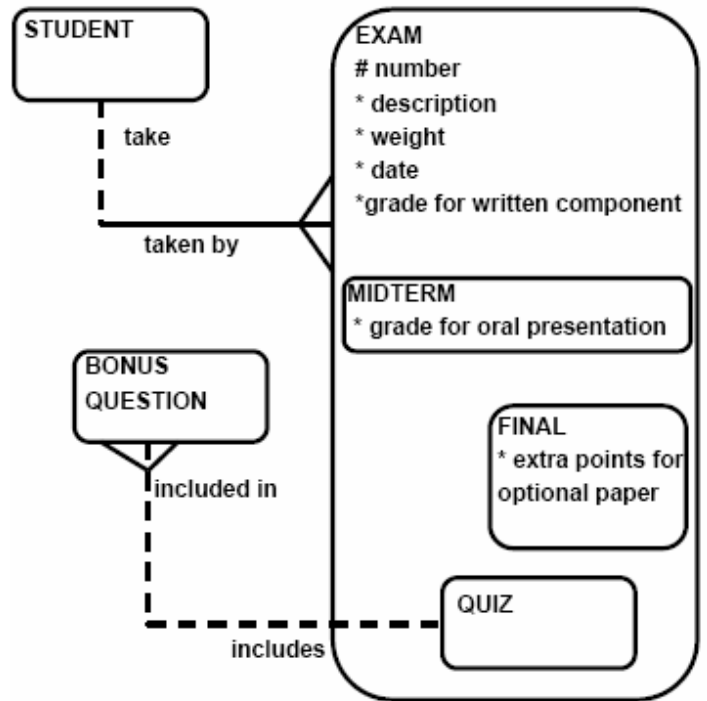 STUDENT
take
taken by
EXAM
# number
* description
* weight
* date
*grade for written component
MIDTERM
* grade for oral presentation
BONUS
QUESTION
included in
includes
FINAL
* extra points for
optional paper
QUIZ